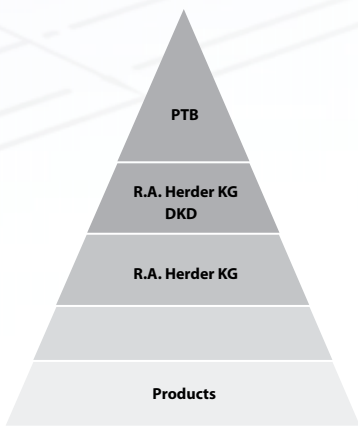 PTB
R.A. Herder KG
DKD
R.A. Herder KG
Products